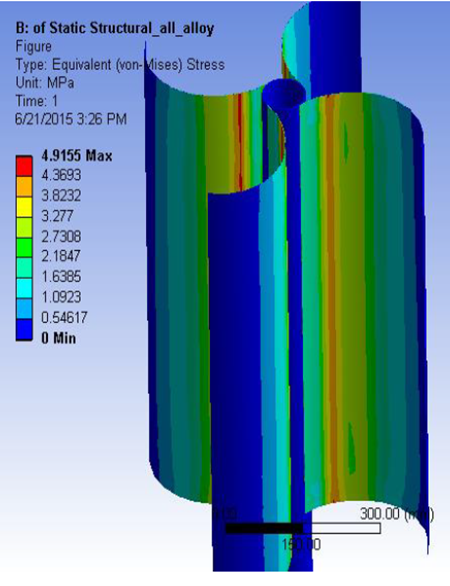 B: of Static Structural_all_alloy
Figure
Type: Equivalent (von-Mises) Stress
Unit: MPa
Time: 1
6/21/2015 3:26 PM
4.9155 Max
4.3693
3.8232
3.277
2.7308
2.1847
1.6385
1.0923
0.54617
0 Min
300.00
150.00